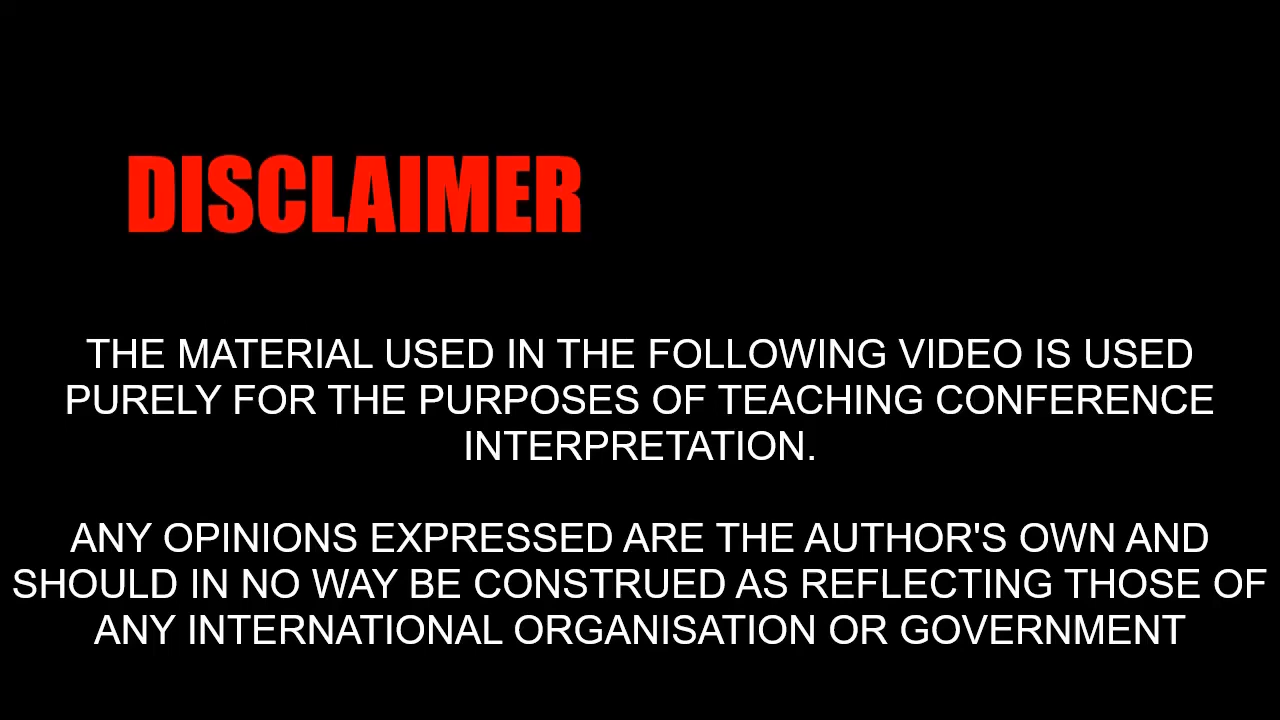 DISCLAIMER
THE MATERIAL USED IN THE FOLLOWING VIDEO IS USED
PURELY FOR THE PURPOSES OF TEACHING CONFERENCE
INTERPRETATION.
ANY OPINIONS EXPRESSED ARE THE AUTHOR'S OWN AND
SHOULD IN NO WAY BE CONSTRUED AS REFLECTING THOSE OF
ANY INTERNATIONAL ORGANISATION OR GOVERNMENT